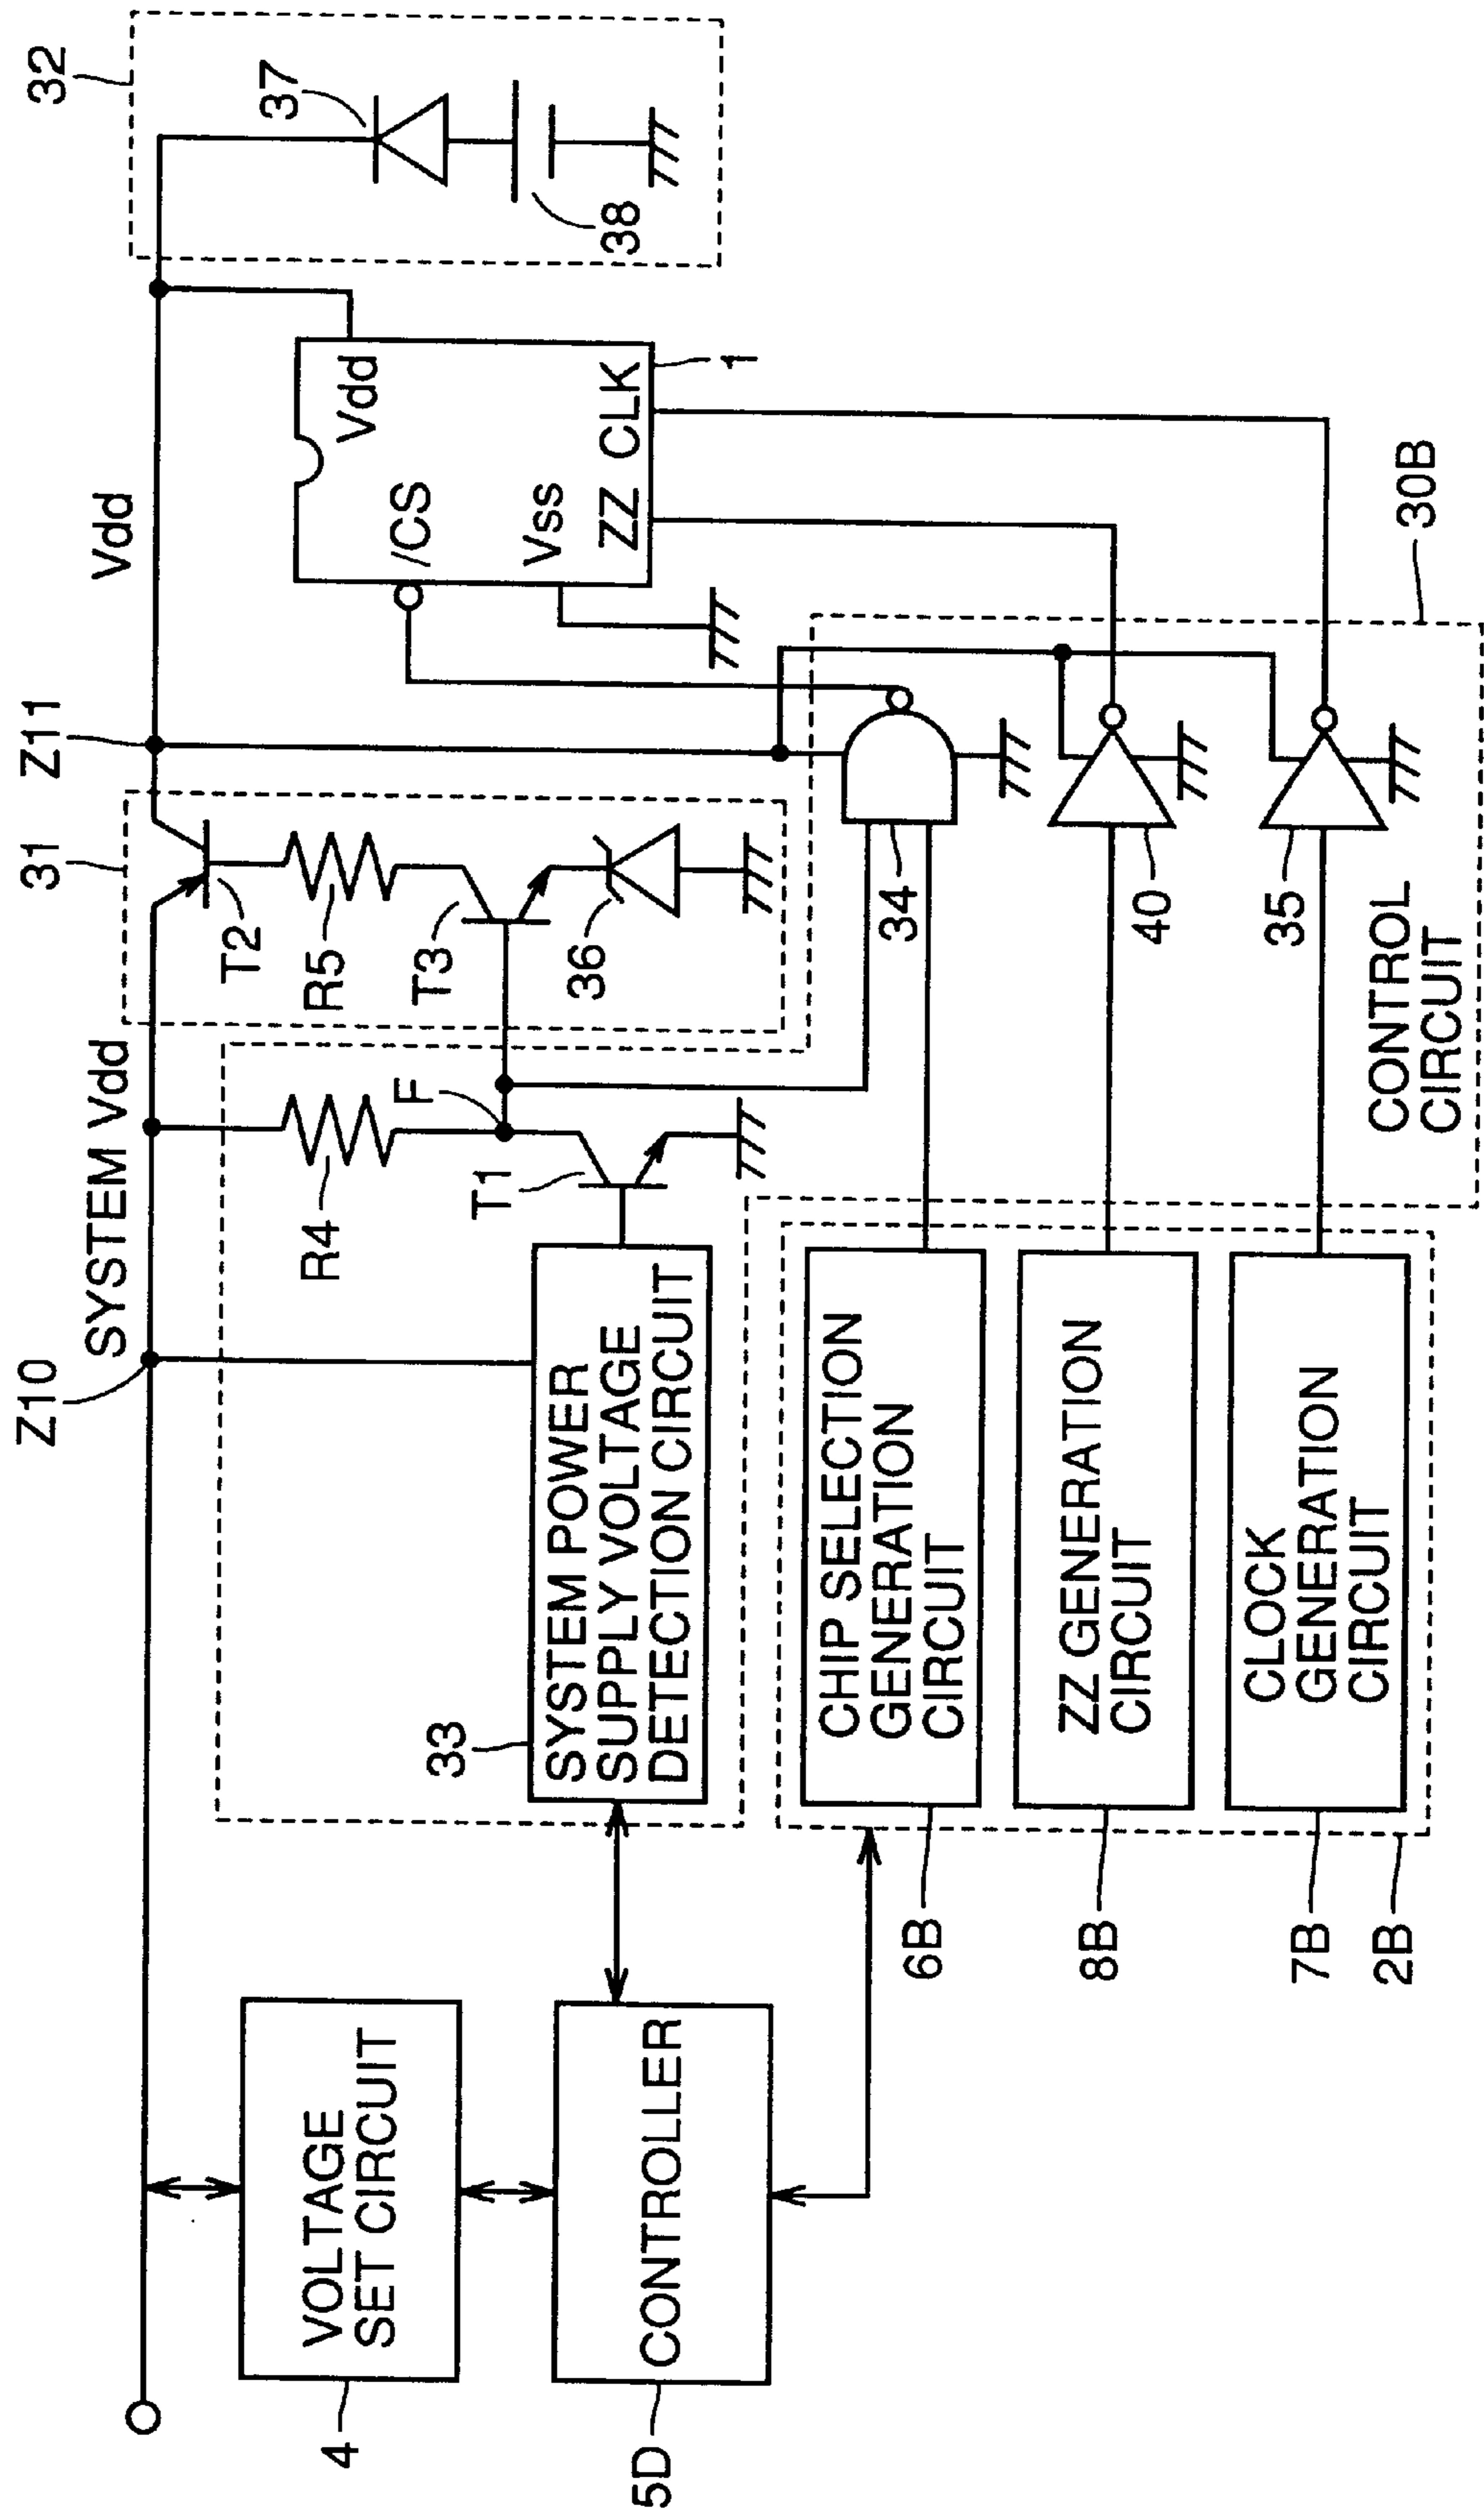 Z10
SYSTEM Vdd
31
Z11
Vdd
32
VOLTAGE
SET CIRCUIT
4
R4
T2
R5
T3
36
F
T1
/CS
Vdd
Vss
ZZ CLK
1
37
38
CONTROLLER
5D
33
SYSTEM POWER
SUPPLY VOLTAGE
DETECTION CIRCUIT
CHIP SELECTION
GENERATION
CIRCUIT
6B
34
ZZ GENERATION
CIRCUIT
8B
40
CLOCK
GENERATION
CIRCUIT
7B
35
2B
CONTROL
CIRCUIT
30B